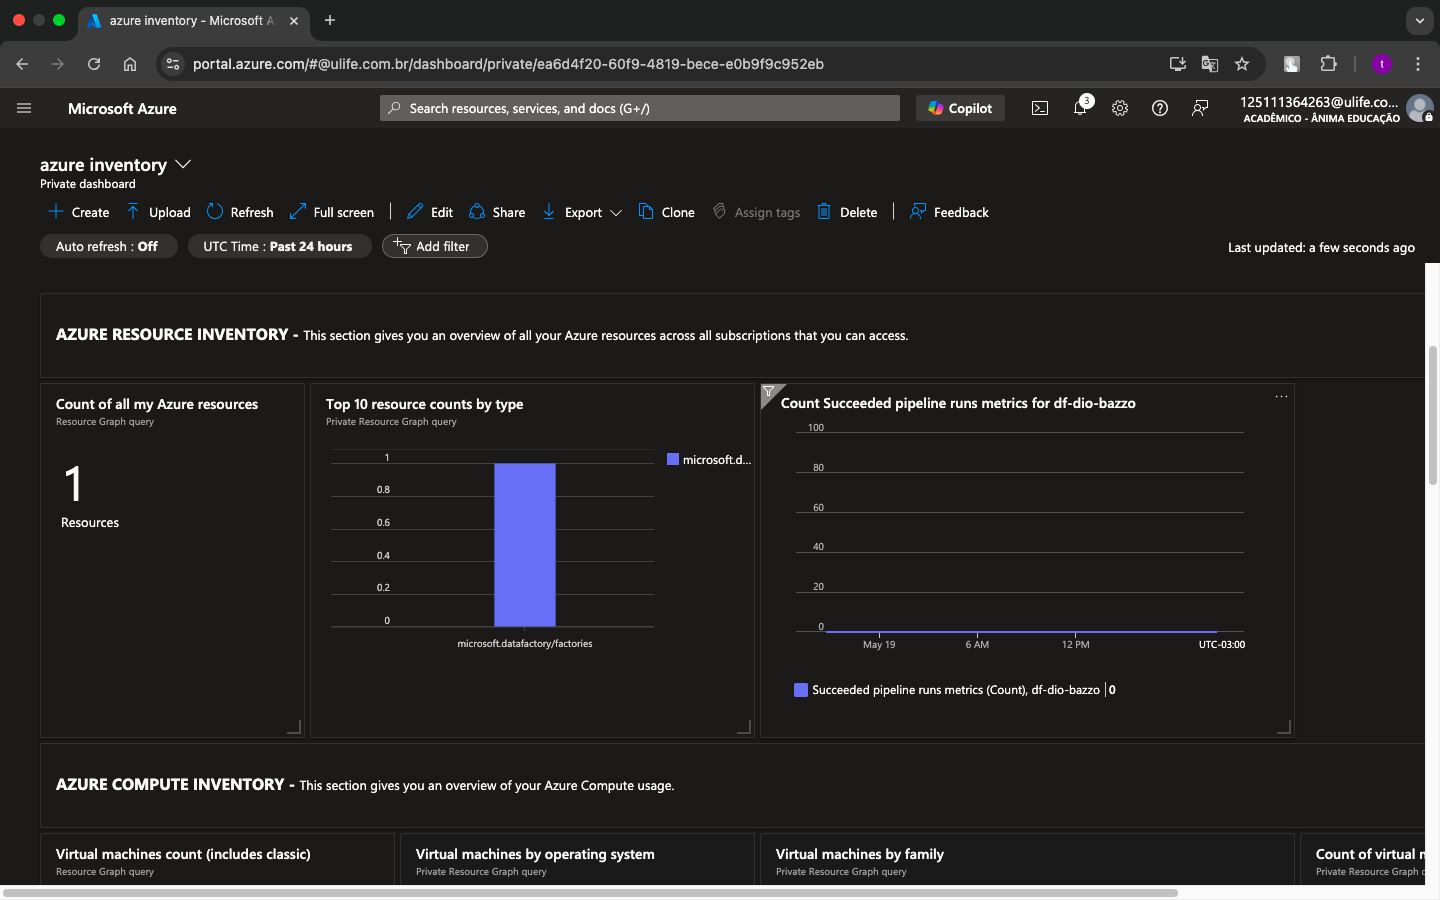 azure inventory - Microsoft A
portal.azure.com/#@ulife.com.br/dashboard/private/ea6d4f20-60f9-4819-bece-e0b9f9c952eb
t
Microsoft Azure
Search resources, services, and docs (G+/)
Copilot
3
125111364263@ulife.co...
ACADÊMICO - ÂNIMA EDUCAÇÃO
azure inventory
Private dashboard
Create
Upload
Refresh
Full screen
Edit
Share
Export
Clone
Assign tags
Delete
Feedback
Auto refresh : Off
UTC Time : Past 24 hours
Add filter
Last updated: a few seconds ago
AZURE RESOURCE INVENTORY - This section gives you an overview of all your Azure resources across all subscriptions that you can access.
Count of all my Azure resources
Resource Graph query
1
Resources
Top 10 resource counts by type
Private Resource Graph query
1
0.8
0.6
0.4
0.2
0
microsoft.datafactory/factories
microsoft.d...
Count Succeeded pipeline runs metrics for df-dio-bazzo
...
100
80
60
40
20
0
May 19
6 AM
12 PM
UTC-03:00
Succeeded pipeline runs metrics (Count), df-dio-bazzo | 0
AZURE COMPUTE INVENTORY - This section gives you an overview of your Azure Compute usage.
Virtual machines count (includes classic)
Resource Graph query
Virtual machines by operating system
Private Resource Graph query
Virtual machines by family
Private Resource Graph query
Count of virtual
Private Resource Graph